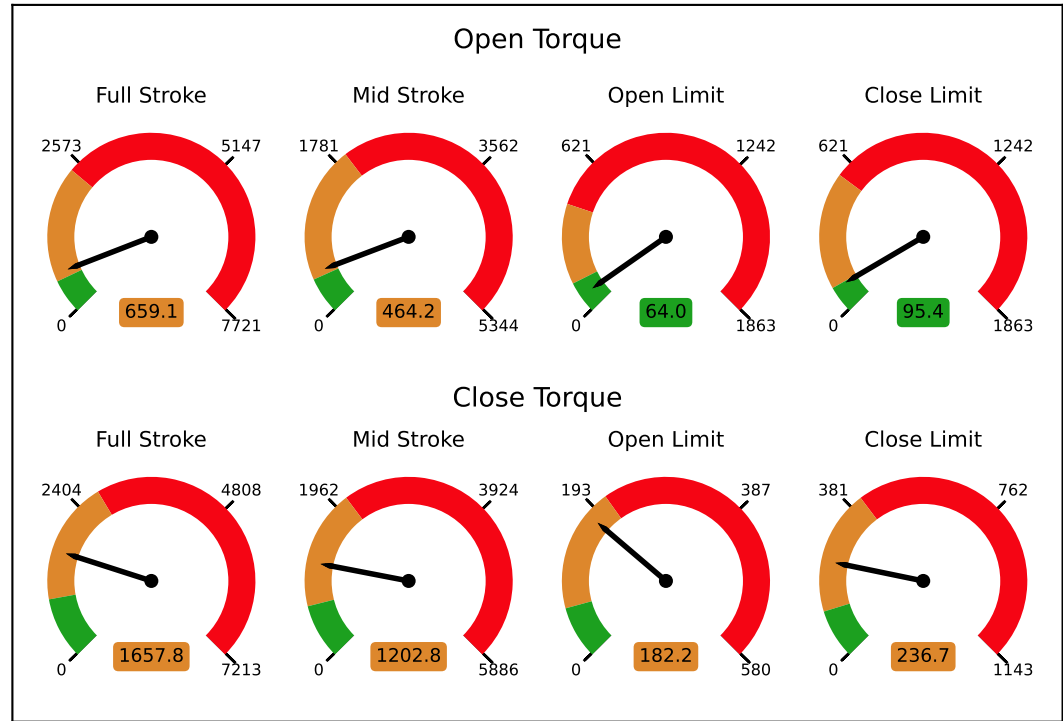 Open Torque
Full Stroke
Mid Stroke
Open Limit
Close Limit
2573 5147 1781 3562 621 1242 621 1242
659.1 464.2 64.0 95.4
0 7721 0 5344 0 1863 0 1863
Close Torque
Full Stroke
Mid Stroke
Open Limit
Close Limit
2404 4808 1962 3924 193 387 381 762
1657.8 1202.8 182.2 236.7
0 7213 0 5886 0 580 0 1143